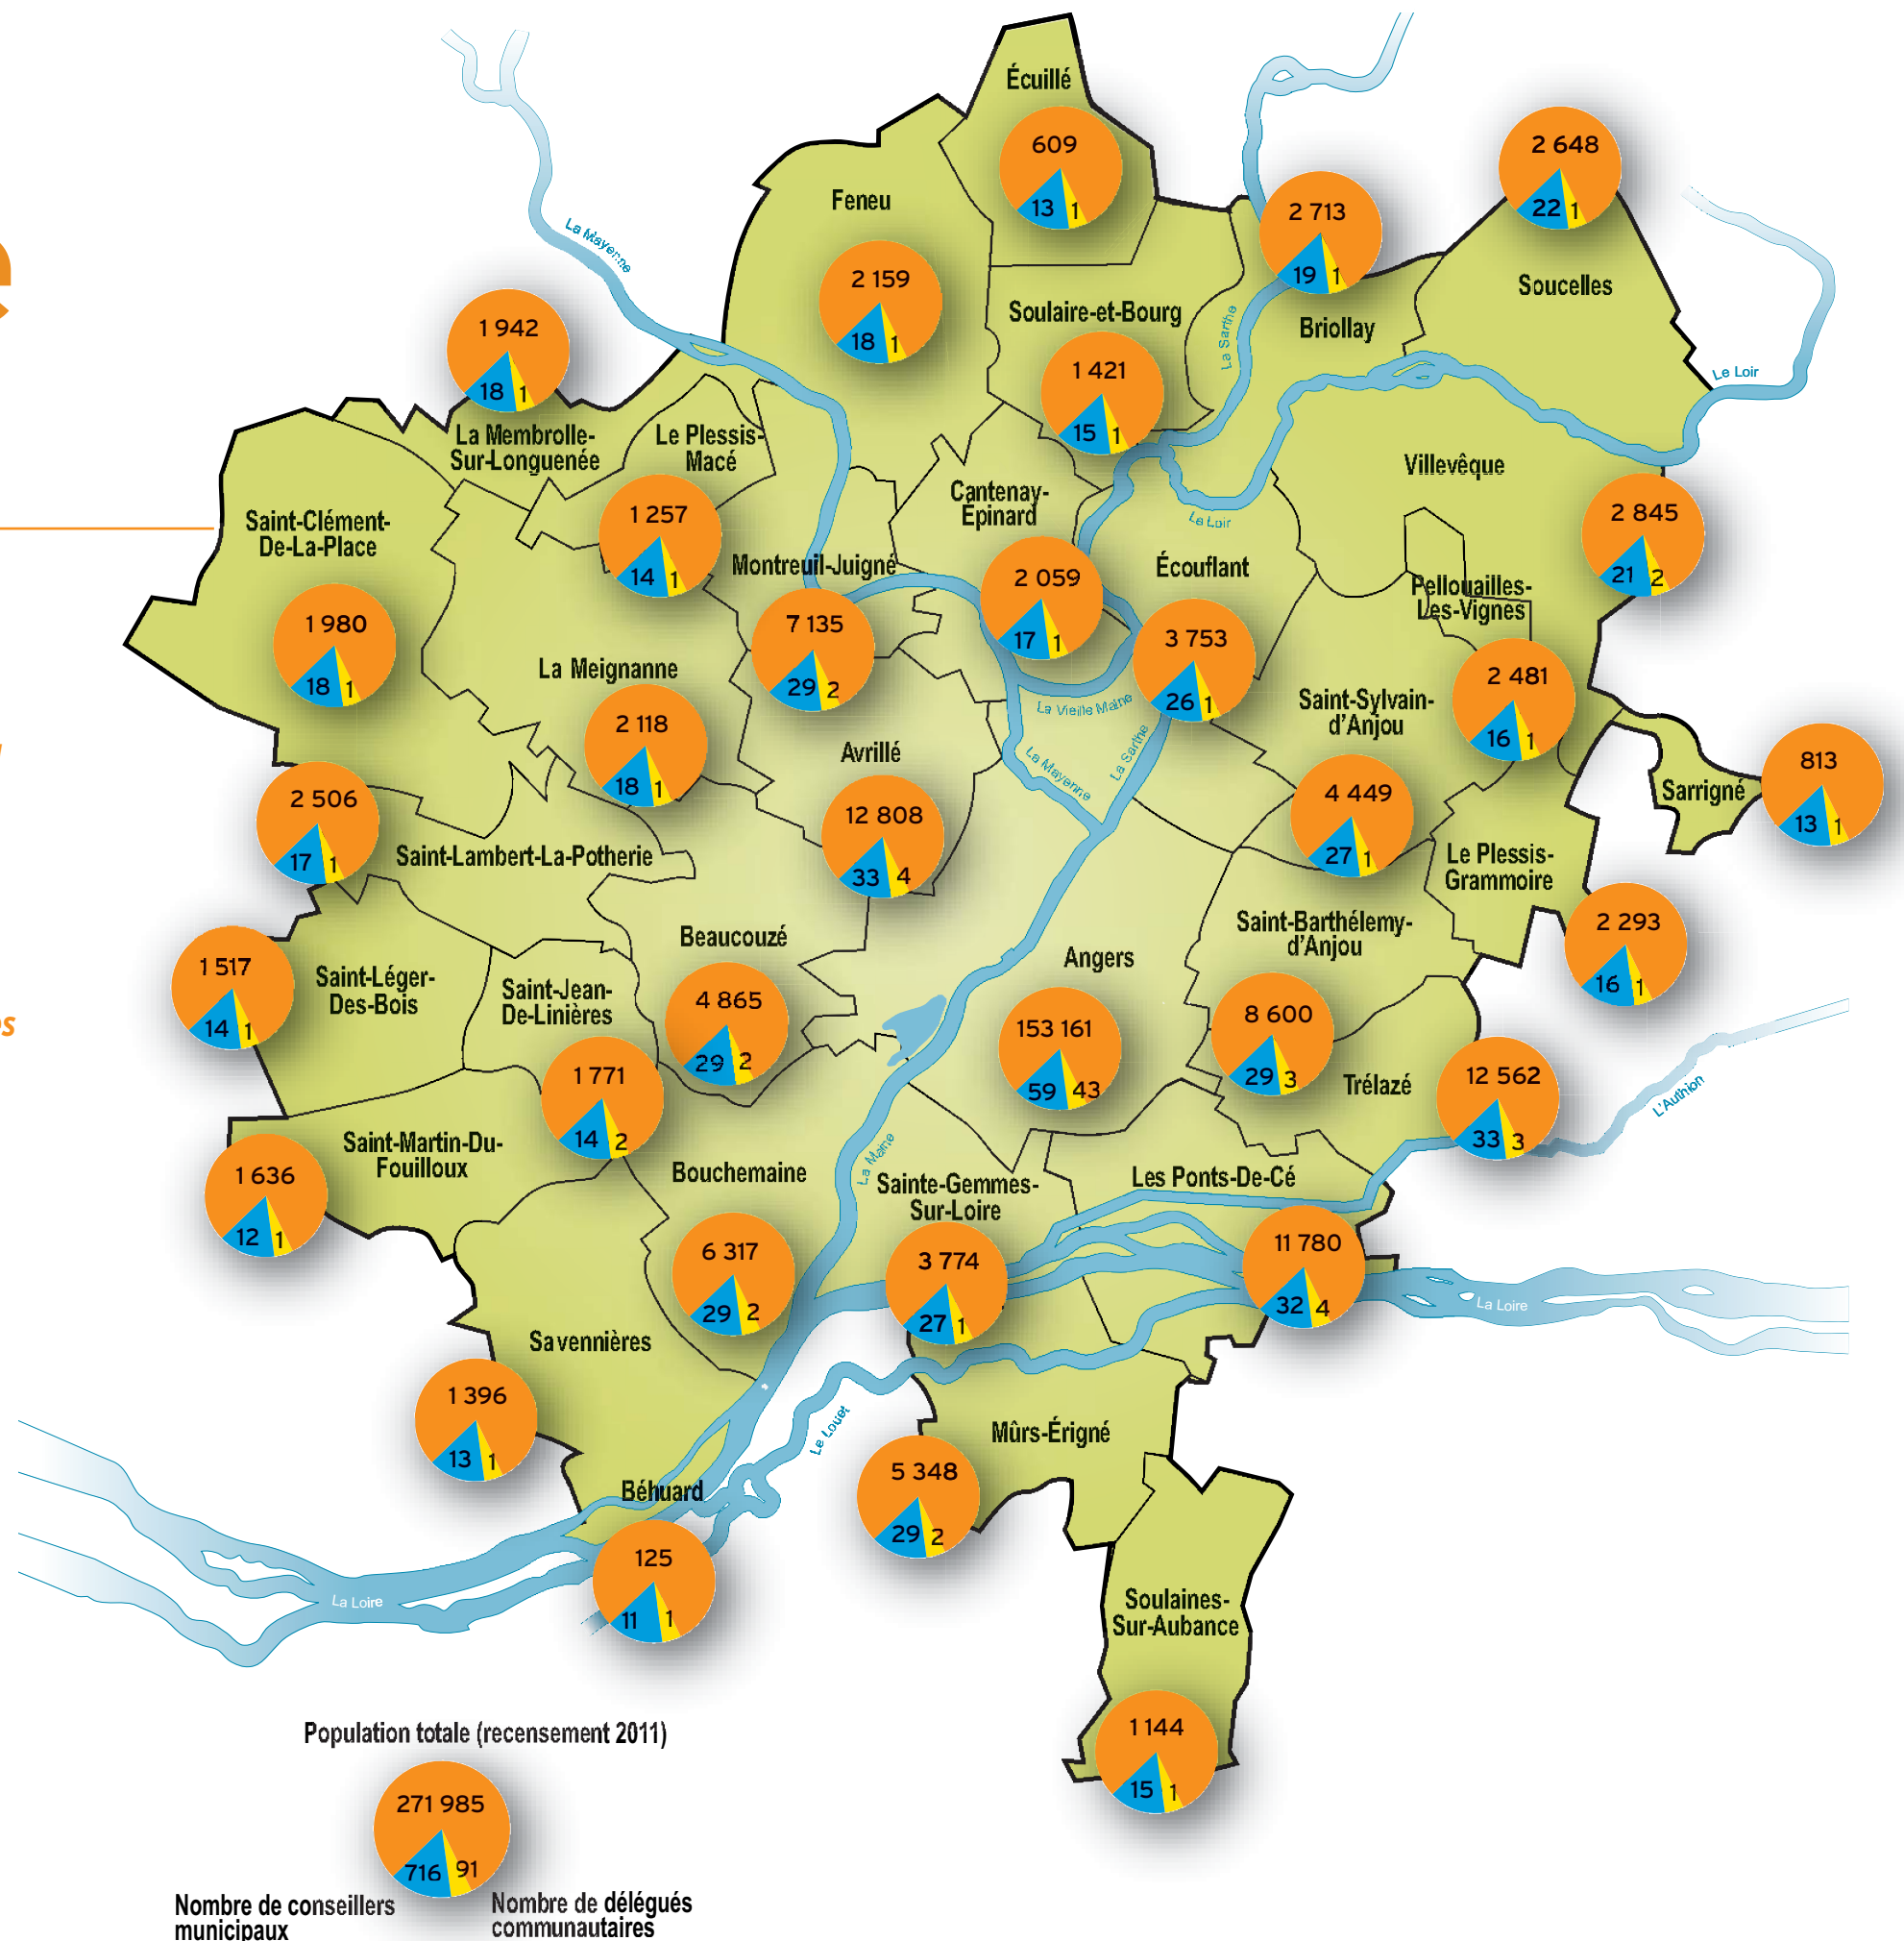 e
es
Écuillé
609
13 1
2 648
22 1
Soucelles
Feneu
2 159
18 1
2 713
19 1
Briollay
La Mayenne
Soulaire-et-Bourg
1 421
15 1
La Sarthe
Le Loir
1 942
18 1
La Membrolle-
Sur-Longuenée
Le Plessis-
Macé
1 257
14 1
Cantenay-
Épinard
2 059
17 1
Le Loir
Villevêque
2 845
21 2
Saint-Clément-
De-La-Place
1 980
18 1
Montreuil-Juigné
7 135
29 2
Écouflant
3 753
26 1
Pellouailles-
Les-Vignes
2 481
16 1
La Meignanne
2 118
18 1
La Vieille Maine
La Mayenne
La Sarthe
Saint-Sylvain-
d'Anjou
4 449
27 1
Avrillé
12 808
33 4
Sarrigné
813
13 1
2 506
17 1
Saint-Lambert-La-Potherie
Le Plessis-
Grammoire
2 293
16 1
Beaucouzé
4 865
29 2
Angers
153 161
59 43
Saint-Barthélemy-
d'Anjou
8 600
29 3
1 517
14 1
Saint-Léger-
Des-Bois
Saint-Jean-
De-Linières
1 771
14 2
Trélazé
12 562
33 3
L'Authion
Saint-Martin-Du-
Fouilloux
1 636
12 1
Bouchemaine
6 317
29 2
La Maine
Sainte-Gemmes-
Sur-Loire
3 774
27 1
Les Ponts-De-Cé
11 780
32 4
La Loire
Savennières
1 396
13 1
Le Louet
Mûrs-Érigné
5 348
29 2
Béhuard
125
11 1
La Loire
Soulaines-
Sur-Aubance
1 144
15 1
Population totale (recensement 2011)
271 985
716 91
Nombre de conseillers
municipaux
Nombre de délégués
communautaires